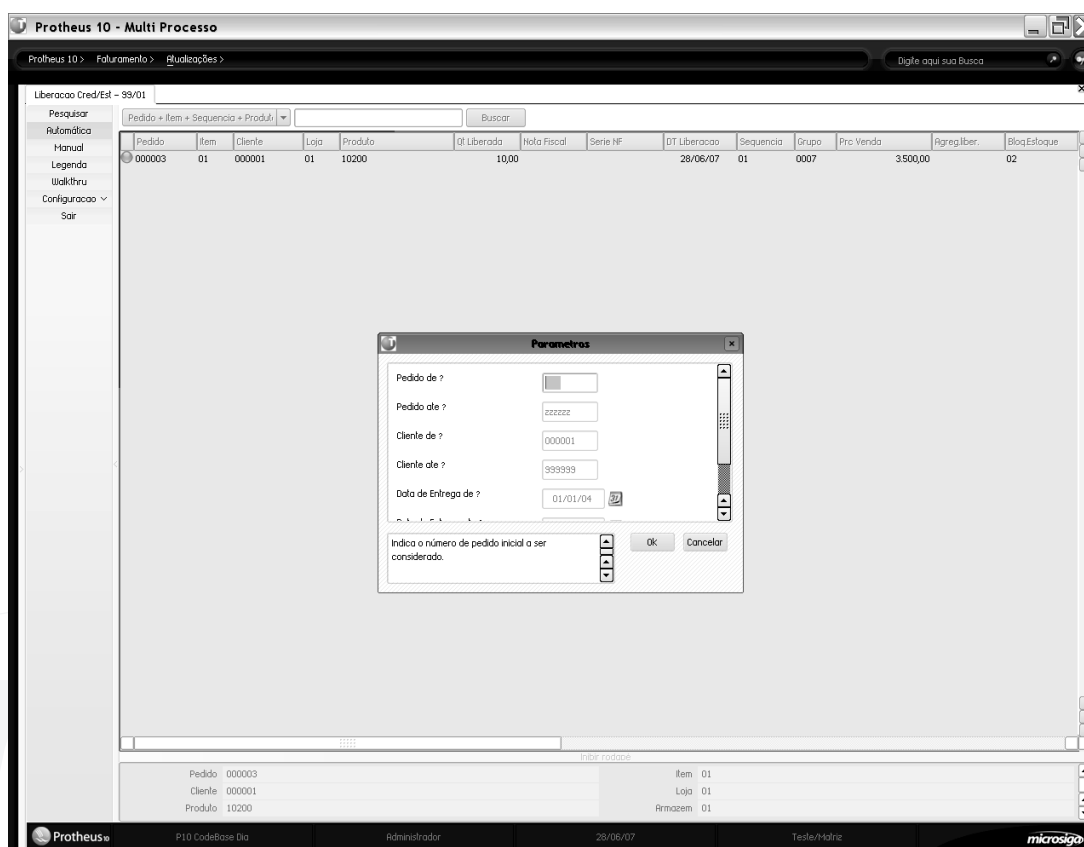 Protheus 10 - Multi Processo
Protheus 10 > Faturamento > Atualizações >
Digite aqui sua Busca
Liberacao Cred/Est - 99/01
Pesquisar
Automática
Manual
Legenda
Walkthru
Configuracao
Sair
Pedido + Item + Sequencia + Produt
Buscar
Pedido Item Cliente Loja Produto Qt Liberada Nota Fiscal Serie NF DT Liberacao Sequencia Grupo Prc Venda Agreg.liber. Bloq.Estoque
000003 01 000001 01 10200 10,00 28/06/07 01 0007 3.500,00 02
Parametros
Pedido de ?
Pedido ate ? zzzzzz
Cliente de ? 000001
Cliente ate ? 999999
Data de Entrega de ? 01/01/04
Indica o número de pedido inicial a ser
considerado.
Ok Cancelar
Inibir rodapé
Pedido 000003 Item 01
Cliente 000001 Loja 01
Produto 10200 Armazem 01
Protheus10 P10 CodeBase Dia Administrador 28/06/07 Teste/Matriz microsiga